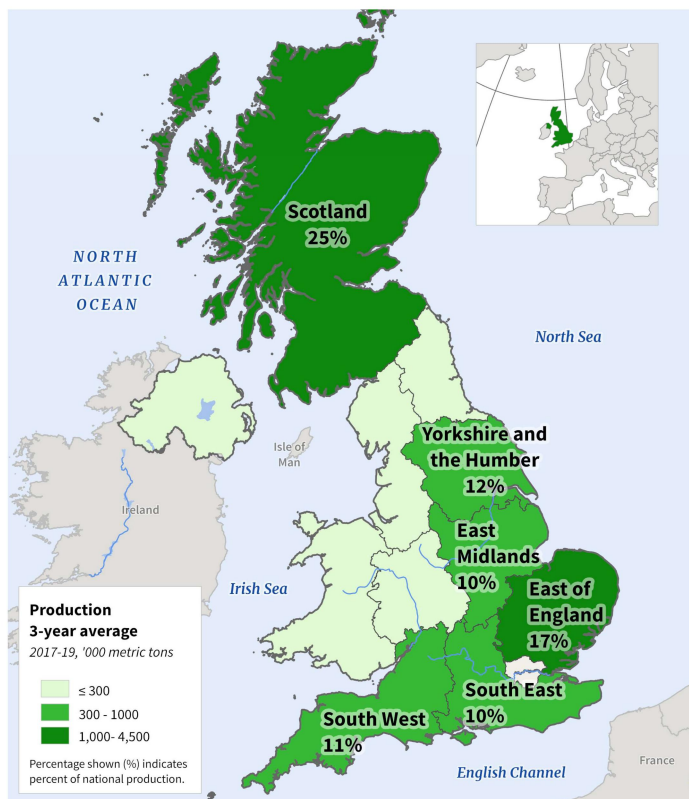 Scotland
25%
NORTH
ATLANTIC
OCEAN
North Sea
Yorkshire and
the Humber
12%
Isle of
Man
Ireland
East
Midlands
10%
Irish Sea
East of
England
17%
South East
10%
South West
11%
English Channel
France
Production
3-year average
2017-19, '000 metric tons
≤ 300
300 - 1000
1,000- 4,500
Percentage shown (%) indicates
percent of national production.